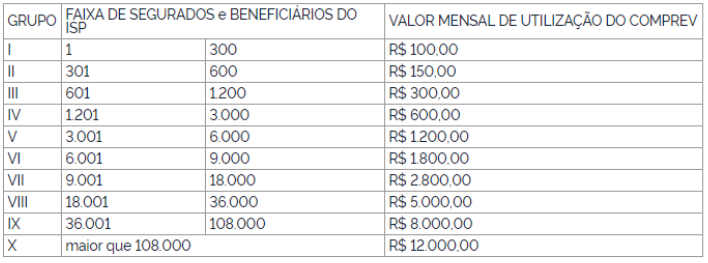 GRUPO FAIXA DE SEGURADOS e BENEFICIÁRIOS DO ISP VALOR MENSAL DE UTILIZAÇÃO DO COMPREV
I 1 300 R$ 100,00
II 301 600 R$ 150,00
III 601 1.200 R$ 300,00
IV 1.201 3.000 R$ 600,00
V 3.001 6.000 R$ 1.200,00
VI 6.001 9.000 R$ 1.800,00
VII 9.001 18.000 R$ 2.800,00
VIII 18.001 36.000 R$ 5.000,00
IX 36.001 108.000 R$ 8.000,00
X maior que 108.000 R$ 12.000,00